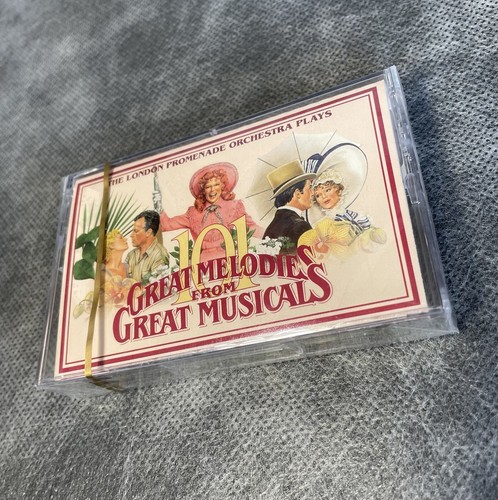 THE LONDON PROMENADE ORCHESTRA PLAYS
101
GREAT MELODIES
FROM
GREAT MUSICALS